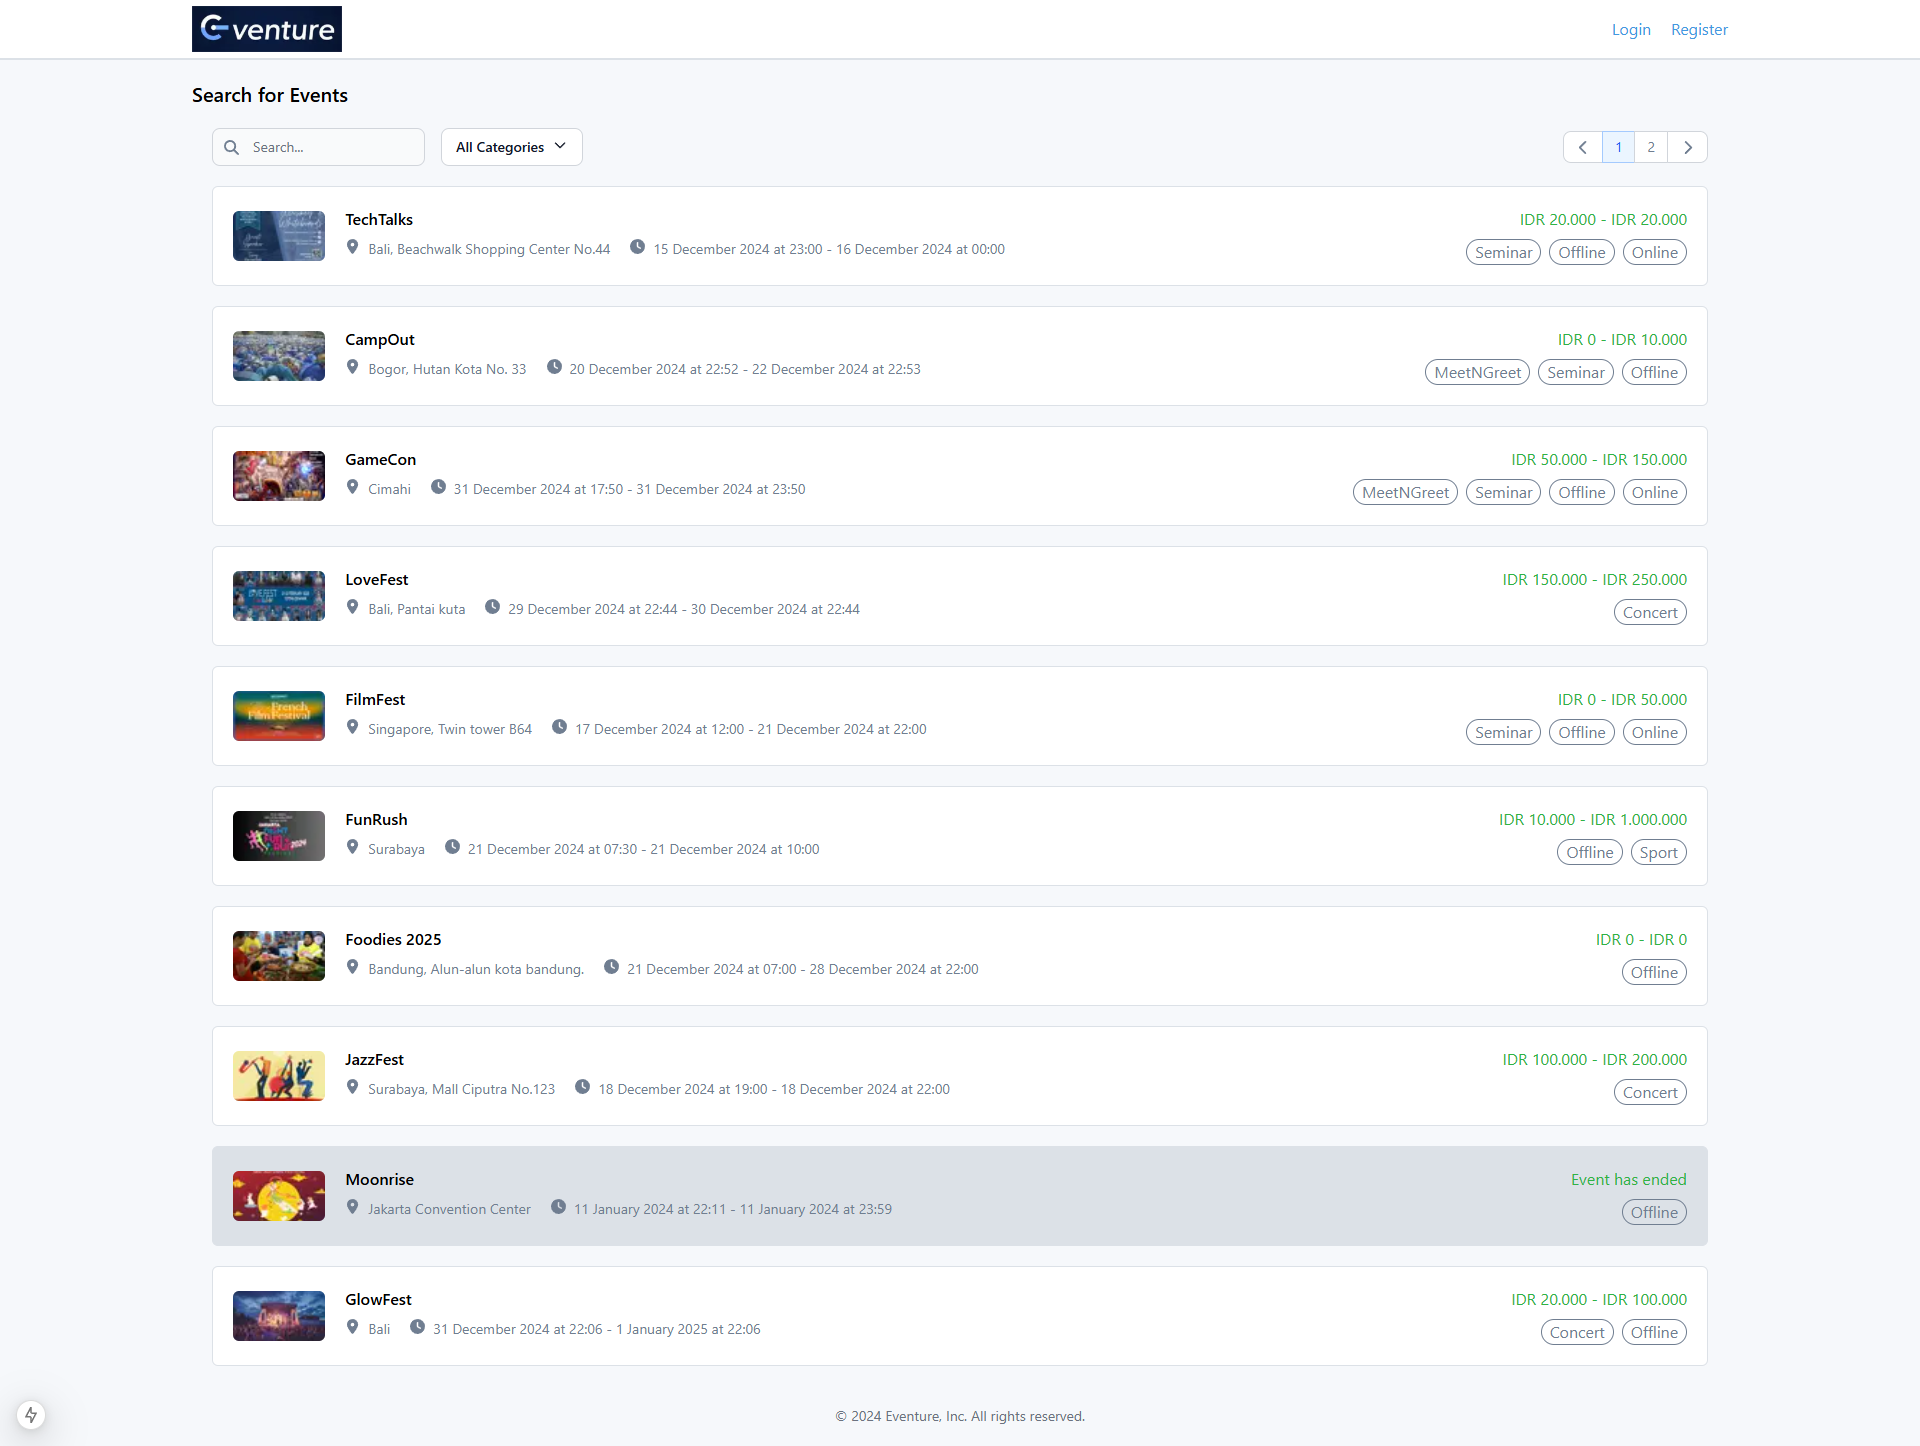 eventure
Login Register
Search for Events
Search...
All Categories
1 2
TechTalks
IDR 20.000 - IDR 20.000
Bali, Beachwalk Shopping Center No.44 15 December 2024 at 23:00 - 16 December 2024 at 00:00
Seminar Offline Online
CampOut
IDR 0 - IDR 10.000
Bogor, Hutan Kota No. 33 20 December 2024 at 22:52 - 22 December 2024 at 22:53
MeetNGreet Seminar Offline
GameCon
IDR 50.000 - IDR 150.000
Cimahi 31 December 2024 at 17:50 - 31 December 2024 at 23:50
MeetNGreet Seminar Offline Online
LOVEFEST
LoveFest
IDR 150.000 - IDR 250.000
Bali, Pantai kuta 29 December 2024 at 22:44 - 30 December 2024 at 22:44
Concert
French
Film Festival
FilmFest
IDR 0 - IDR 50.000
Singapore, Twin tower B64 17 December 2024 at 12:00 - 21 December 2024 at 22:00
Seminar Offline Online
FunRush
IDR 10.000 - IDR 1.000.000
Surabaya 21 December 2024 at 07:30 - 21 December 2024 at 10:00
Offline Sport
Foodies 2025
IDR 0 - IDR 0
Bandung, Alun-alun kota bandung. 21 December 2024 at 07:00 - 28 December 2024 at 22:00
Offline
JazzFest
IDR 100.000 - IDR 200.000
Surabaya, Mall Ciputra No.123 18 December 2024 at 19:00 - 18 December 2024 at 22:00
Concert
Moonrise
Event has ended
Jakarta Convention Center 11 January 2024 at 22:11 - 11 January 2024 at 23:59
Offline
GlowFest
IDR 20.000 - IDR 100.000
Bali 31 December 2024 at 22:06 - 1 January 2025 at 22:06
Concert Offline
© 2024 Eventure, Inc. All rights reserved.